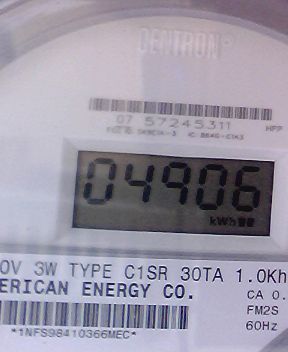 CENTRON®
07 57245311
HPP
04906
kWh
0V 3W TYPE C1SR 30TA 1.0Kh
ERICAN ENERGY CO.
CA 0.
FM2S
60Hz
*1NFS98410366MEC*